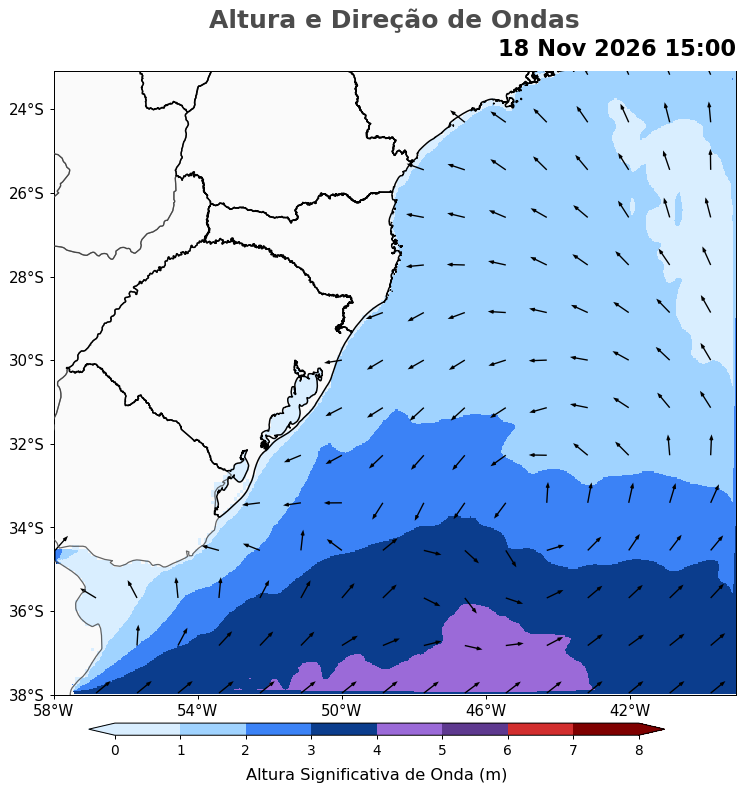 Altura e Direção de Ondas
18 Nov 2026 15:00
24°S
26°S
28°S
30°S
32°S
34°S
36°S
38°S
58°W 54°W 50°W 46°W 42°W
0 1 2 3 4 5 6 7 8
Altura Significativa de Onda (m)